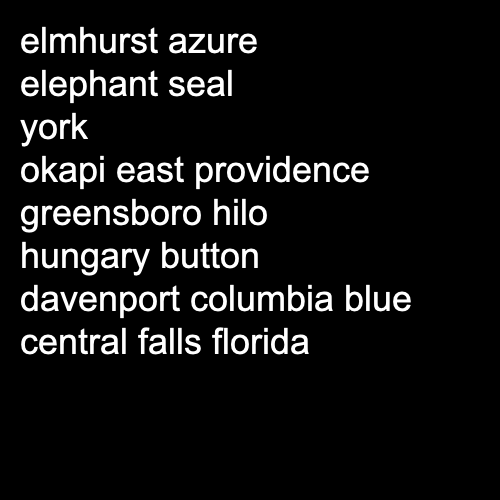 elmhurst azure
elephant seal
york
okapi east providence
greensboro hilo
hungary button
davenport columbia blue
central falls florida